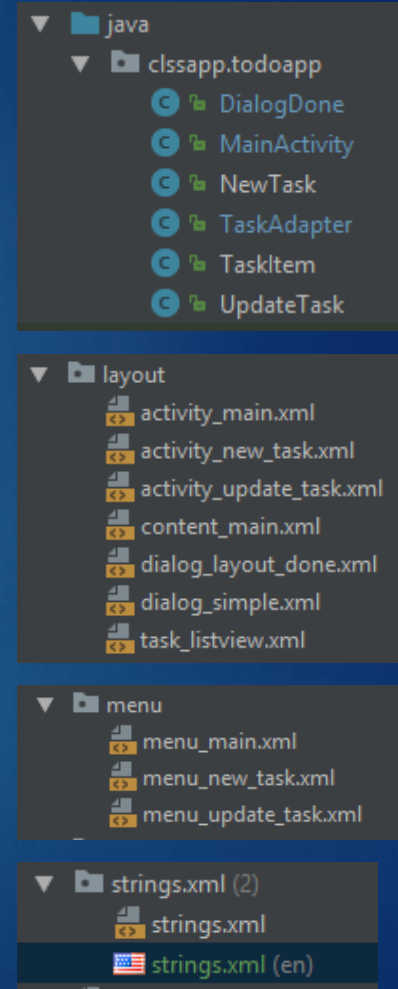 java
clssapp.todoapp
C DialogDone
C MainActivity
C NewTask
C TaskAdapter
C TaskItem
C UpdateTask
layout
activity_main.xml
activity_new_task.xml
activity_update_task.xml
content_main.xml
dialog_layout_done.xml
dialog_simple.xml
task_listview.xml
menu
menu_main.xml
menu_new_task.xml
menu_update_task.xml
strings.xml (2)
strings.xml
strings.xml (en)